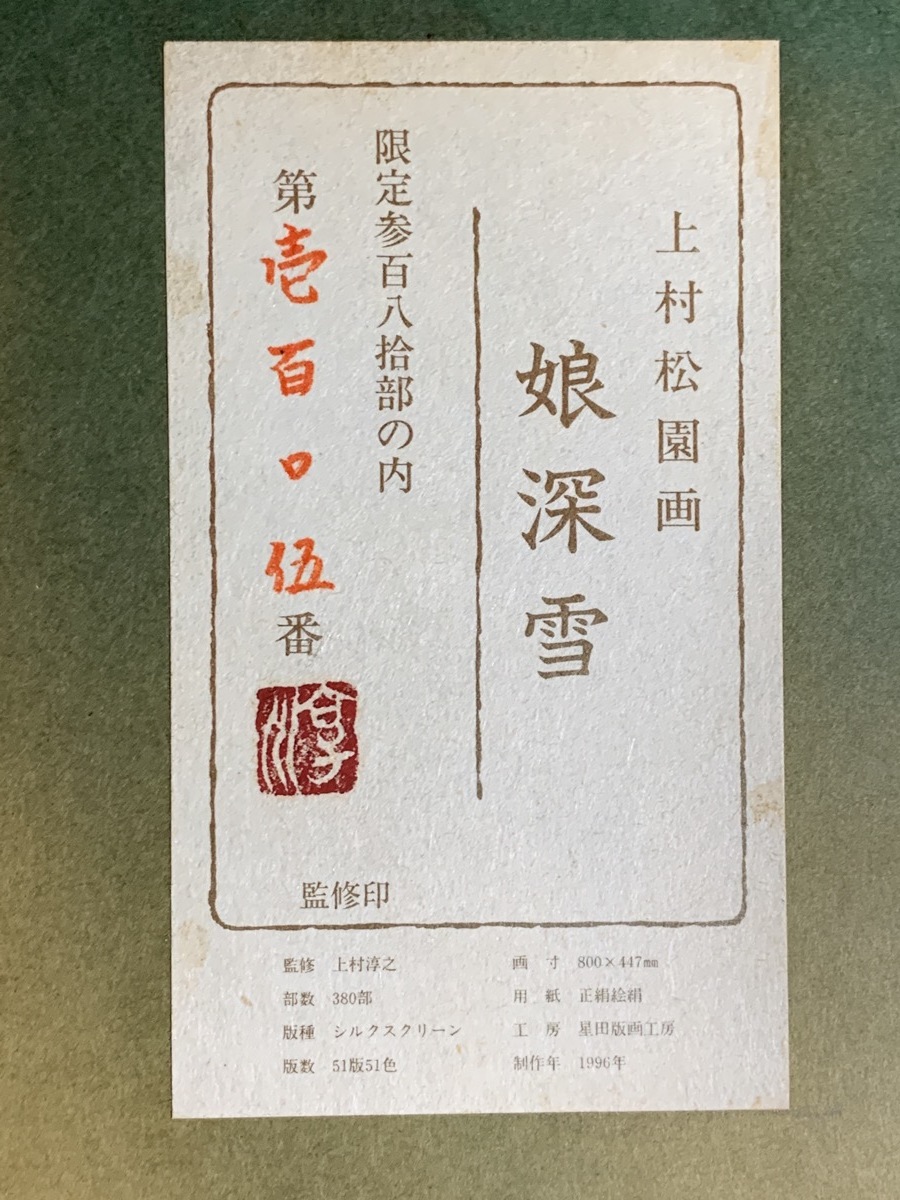 上村松園画
娘深雪
限定参百八拾部の内
第壱百〇伍番
淳
監修印
監修 上村淳之
部数 380部
版種 シルクスクリーン
版数 51版51色
画寸 800×447mm
用紙 正絹絵絹
工房 星田版画工房
制作年 1996年